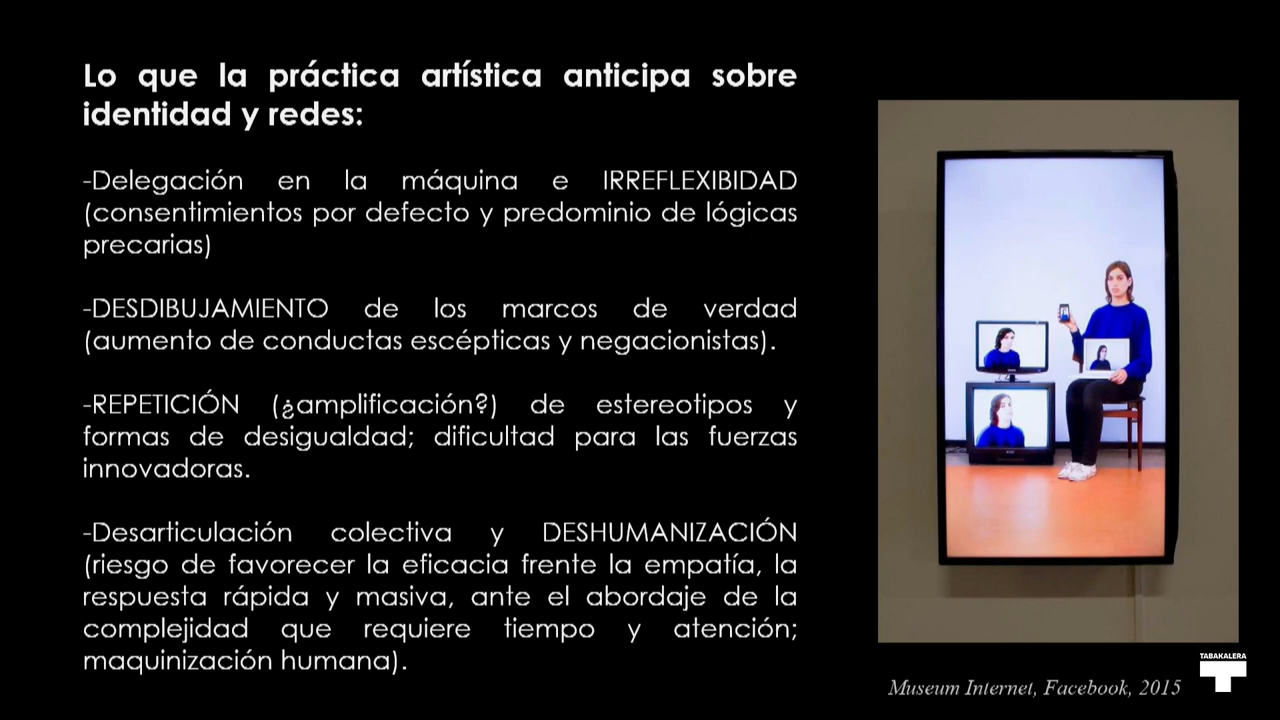 Lo que la práctica artística anticipa sobre
identidad y redes:
-Delegación en la máquina e IRREFLEXIBIDAD
(consentimientos por defecto y predominio de lógicas
precarias)
-DESDIBUJAMIENTO de los marcos de verdad
(aumento de conductas escépticas y negacionistas).
-REPETICIÓN (¿amplificación?) de estereotipos y
formas de desigualdad; dificultad para las fuerzas
innovadoras.
-Desarticulación colectiva y DESHUMANIZACIÓN
(riesgo de favorecer la eficacia frente la empatía, la
respuesta rápida y masiva, ante el abordaje de la
complejidad que requiere tiempo y atención;
maquinización humana).
Museum Internet, Facebook, 2015
TABAKALERA